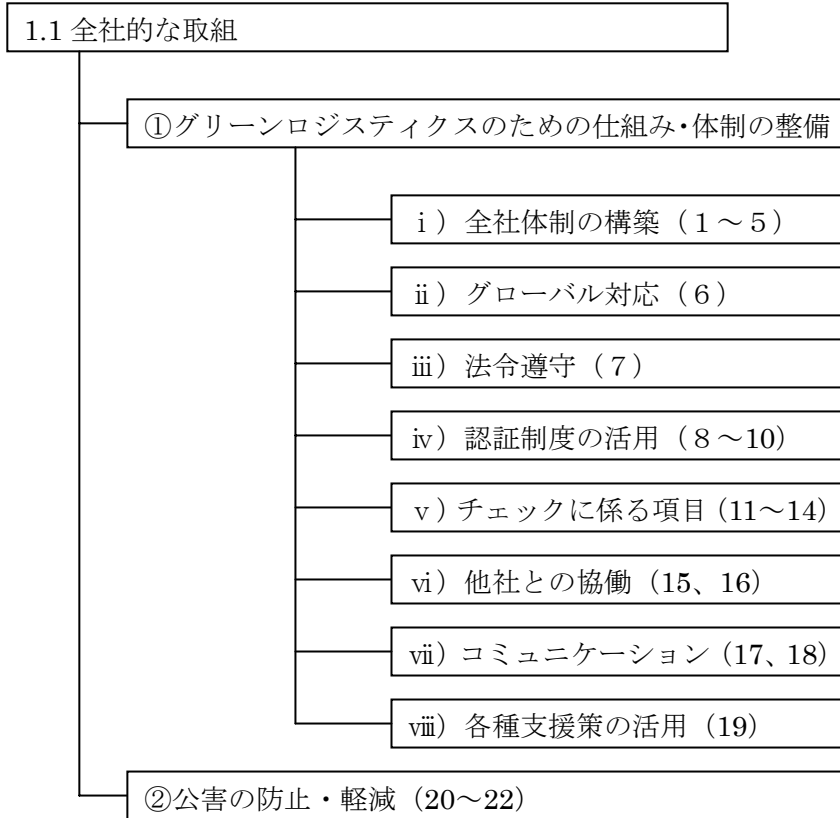 1.1 全社的な取組
①グリーンロジスティクスのための仕組み・体制の整備
ⅰ）全社体制の構築（１～５）
ⅱ）グローバル対応（６）
ⅲ）法令遵守（７）
ⅳ）認証制度の活用（８～10）
ⅴ）チェックに係る項目（11～14）
ⅵ）他社との協働（15、16）
ⅶ）コミュニケーション（17、18）
ⅷ）各種支援策の活用（19）
②公害の防止・軽減（20～22）